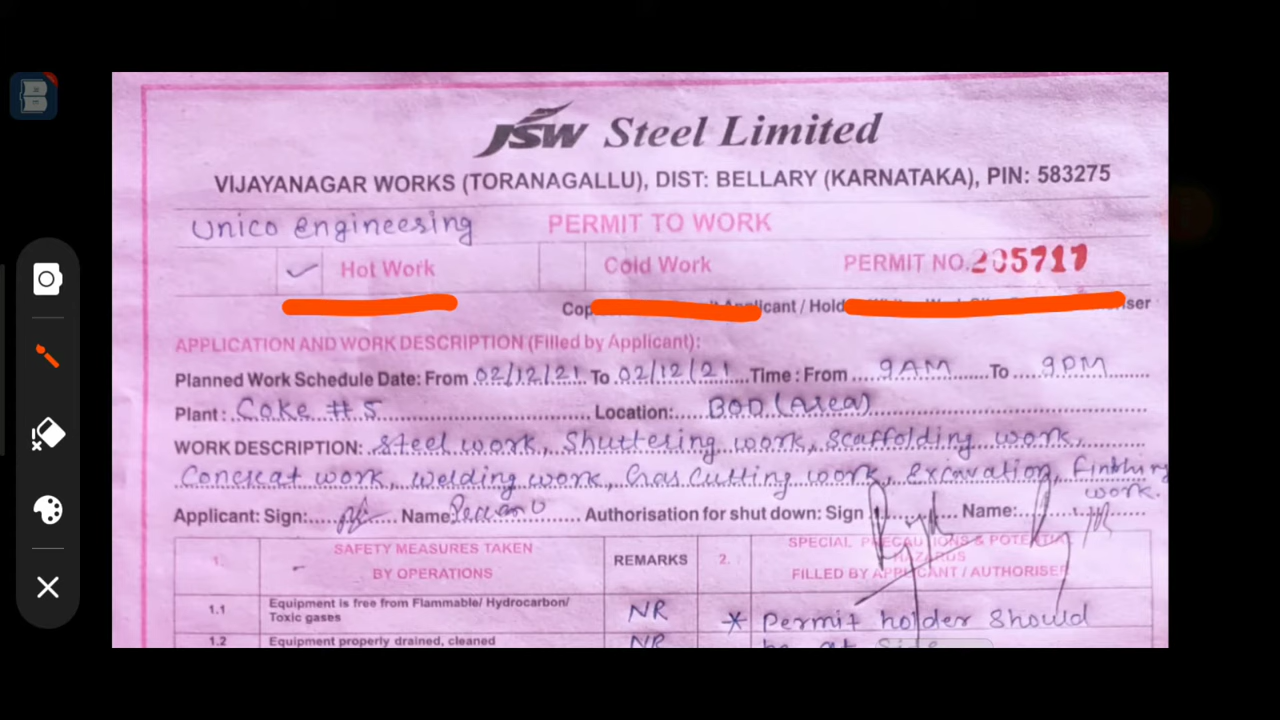 JSW Steel Limited
VIJAYANAGAR WORKS (TORANAGALLU), DIST: BELLARY (KARNATAKA), PIN: 583275
Unico engineering PERMIT TO WORK
Hot Work Cold Work PERMIT NO. 205717
Applicant / Hold
APPLICATION AND WORK DESCRIPTION (Filled by Applicant):
Planned Work Schedule Date: From 02/12/21 To 02/12/21 Time: From 9AM To 9PM
Plant: Coke # 5 Location: BOD (Area)
WORK DESCRIPTION: Steel work, Shuttering work, Scaffolding work,
Concreat work, welding work, Gas cutting work, excavation,
work.
Applicant: Sign: Name: Authorisation for shut down: Sign Name:
1. SAFETY MEASURES TAKEN REMARKS 2. SPECIAL PRECAUTIONS & POTENTIAL
BY OPERATIONS HAZARDS
FILLED BY APPLICANT / AUTHORISER
1.1 Equipment is free from Flammable/ Hydrocarbon/ NR * Permit holder Should
Toxic gases
1.2 Equipment properly drained, cleaned NR be at Side